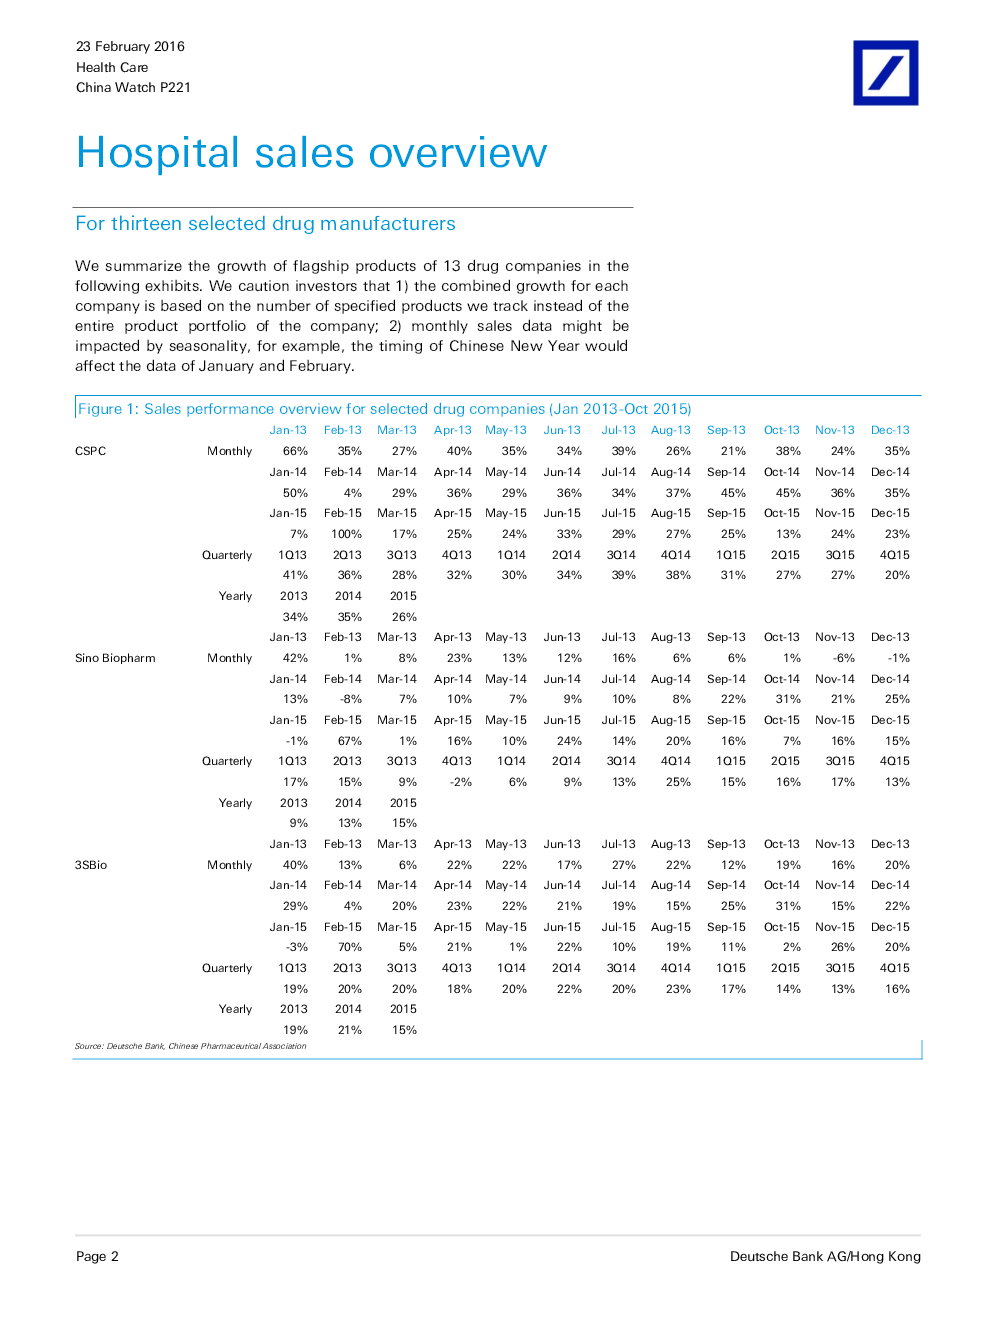 23 February 2016
Health Care
China Watch P221
Hospital sales overview
For thirteen selected drug manufacturers
We summarize the growth of flagship products of 13 drug companies in the
following exhibits. We caution investors that 1) the combined growth for each
company is based on the number of specified products we track instead of the
entire product portfolio of the company; 2) monthly sales data might be
impacted by seasonality, for example, the timing of Chinese New Year would
affect the data of January and February.
Figure 1: Sales performance overview for selected drug companies (Jan 2013-Oct 2015)
Jan-13 Feb-13 Mar-13 Apr-13 May-13 Jun-13 Jul-13 Aug-13 Sep-13 Oct-13 Nov-13 Dec-13
CSPC Monthly 66% 35% 27% 40% 35% 34% 39% 26% 21% 38% 24% 35%
Jan-14 Feb-14 Mar-14 Apr-14 May-14 Jun-14 Jul-14 Aug-14 Sep-14 Oct-14 Nov-14 Dec-14
50% 4% 29% 36% 29% 36% 34% 37% 45% 45% 36% 35%
Jan-15 Feb-15 Mar-15 Apr-15 May-15 Jun-15 Jul-15 Aug-15 Sep-15 Oct-15 Nov-15 Dec-15
7% 100% 17% 25% 24% 33% 29% 27% 25% 13% 24% 23%
Quarterly 1Q13 2Q13 3Q13 4Q13 1Q14 2Q14 3Q14 4Q14 1Q15 2Q15 3Q15 4Q15
41% 36% 28% 32% 30% 34% 39% 38% 31% 27% 27% 20%
Yearly 2013 2014 2015
34% 35% 26%
Jan-13 Feb-13 Mar-13 Apr-13 May-13 Jun-13 Jul-13 Aug-13 Sep-13 Oct-13 Nov-13 Dec-13
Sino Biopharm Monthly 42% 1% 8% 23% 13% 12% 16% 6% 6% 1% -6% -1%
Jan-14 Feb-14 Mar-14 Apr-14 May-14 Jun-14 Jul-14 Aug-14 Sep-14 Oct-14 Nov-14 Dec-14
13% -8% 7% 10% 7% 9% 10% 8% 22% 31% 21% 25%
Jan-15 Feb-15 Mar-15 Apr-15 May-15 Jun-15 Jul-15 Aug-15 Sep-15 Oct-15 Nov-15 Dec-15
-1% 67% 1% 16% 10% 24% 14% 20% 16% 7% 16% 15%
Quarterly 1Q13 2Q13 3Q13 4Q13 1Q14 2Q14 3Q14 4Q14 1Q15 2Q15 3Q15 4Q15
17% 15% 9% -2% 6% 9% 13% 25% 15% 16% 17% 13%
Yearly 2013 2014 2015
9% 13% 15%
Jan-13 Feb-13 Mar-13 Apr-13 May-13 Jun-13 Jul-13 Aug-13 Sep-13 Oct-13 Nov-13 Dec-13
3SBio Monthly 40% 13% 6% 22% 22% 17% 27% 22% 12% 19% 16% 20%
Jan-14 Feb-14 Mar-14 Apr-14 May-14 Jun-14 Jul-14 Aug-14 Sep-14 Oct-14 Nov-14 Dec-14
29% 4% 20% 23% 22% 21% 19% 15% 25% 31% 15% 22%
Jan-15 Feb-15 Mar-15 Apr-15 May-15 Jun-15 Jul-15 Aug-15 Sep-15 Oct-15 Nov-15 Dec-15
-3% 70% 5% 21% 1% 22% 10% 19% 11% 2% 26% 20%
Quarterly 1Q13 2Q13 3Q13 4Q13 1Q14 2Q14 3Q14 4Q14 1Q15 2Q15 3Q15 4Q15
19% 20% 20% 18% 20% 22% 20% 23% 17% 14% 13% 16%
Yearly 2013 2014 2015
19% 21% 15%
Source: Deutsche Bank, Chinese Pharmaceutical Association
Page 2 Deutsche Bank AG/Hong Kong